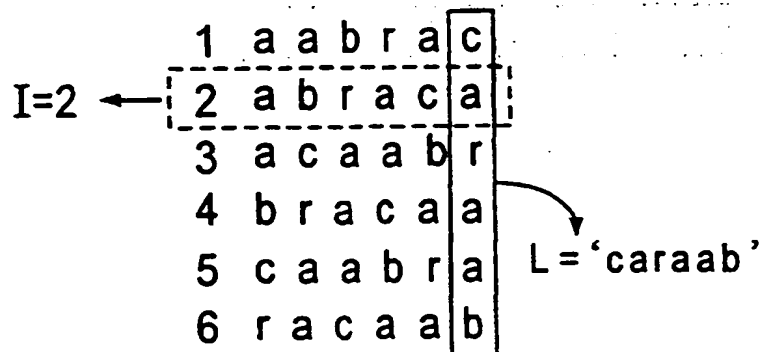 1 a a b r a c
I=2 2 a b r a c a
3 a c a a b r
4 b r a c a a
5 c a a b r a
L = 'caraab'
6 r a c a a b